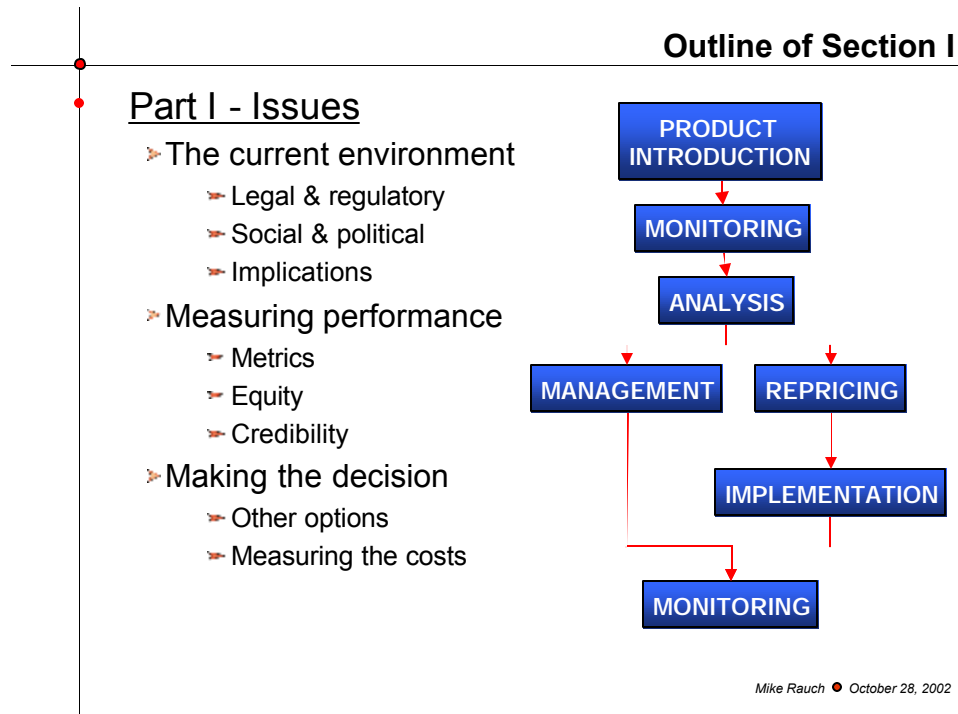 Outline of Section I
Part I - Issues
The current environment
Legal & regulatory
Social & political
Implications
Measuring performance
Metrics
Equity
Credibility
Making the decision
Other options
Measuring the costs
PRODUCT
INTRODUCTION
MONITORING
ANALYSIS
MANAGEMENT
REPRICING
IMPLEMENTATION
MONITORING
Mike Rauch October 28, 2002